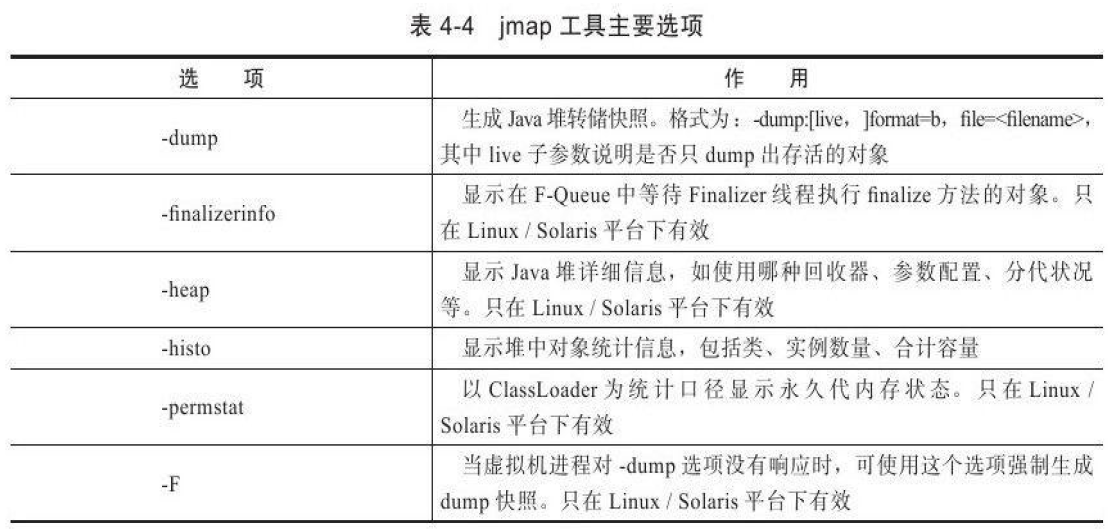 表 4-4 jmap 工具主要选项
选 项 作 用
-dump 生成 Java 堆转储快照。格式为：-dump:[live，]format=b，file=<filename>，
其中 live 子参数说明是否只 dump 出存活的对象
-finalizerinfo 显示在 F-Queue 中等待 Finalizer 线程执行 finalize 方法的对象。只
在 Linux / Solaris 平台下有效
-heap 显示 Java 堆详细信息，如使用哪种回收器、参数配置、分代状况
等。只在 Linux / Solaris 平台下有效
-histo 显示堆中对象统计信息，包括类、实例数量、合计容量
-permstat 以 ClassLoader 为统计口径显示永久代内存状态。只在 Linux /
Solaris 平台下有效
-F 当虚拟机进程对 -dump 选项没有响应时，可使用这个选项强制生成
dump 快照。只在 Linux / Solaris 平台下有效